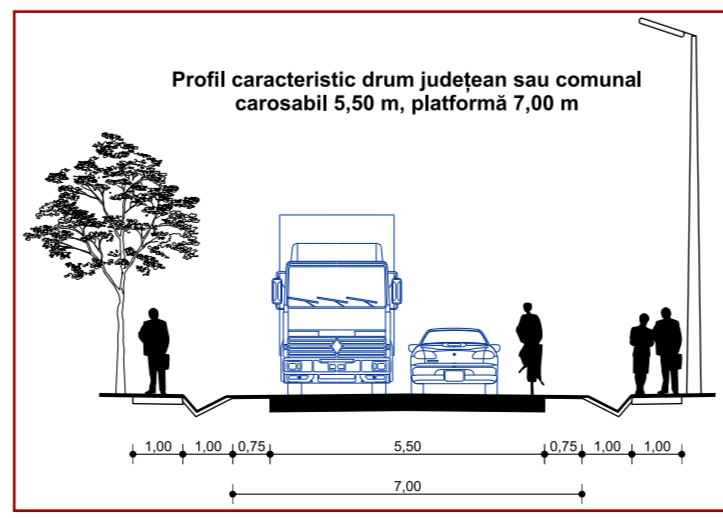 Profil caracteristic drum județean sau comunal
carosabil 5,50 m, platformă 7,00 m
1,00 1,00 0,75 5,50 0,75 1,00 1,00
7,00